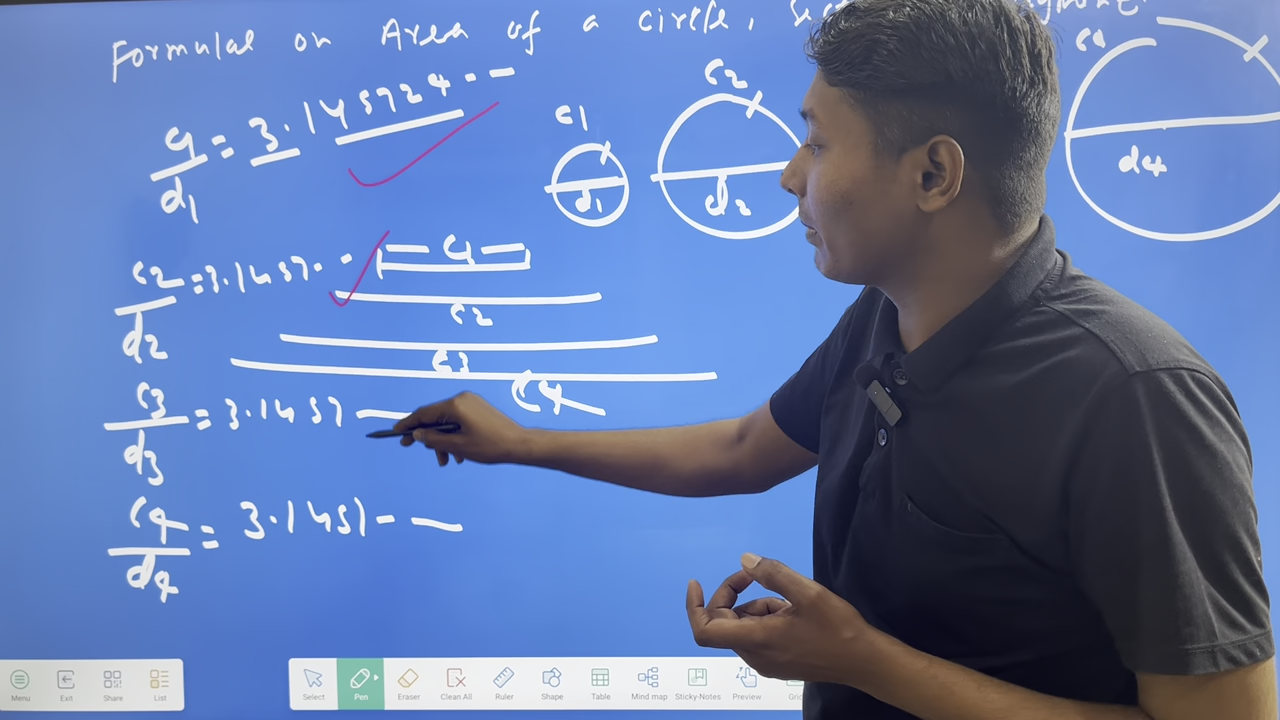 Formulae on Area of a circle,
C1/d1 = 3.145724.--
C1
C2
C4
d1
d2
d4
C2/d2 = 3.1457..
C1
C2
C3
C4
C3/d3 = 3.1457—
C4/d4 = 3.1457--
Menu Exit Share List Select Pen Eraser Clean All Ruler Shape Table Mind map Sticky-Notes Preview